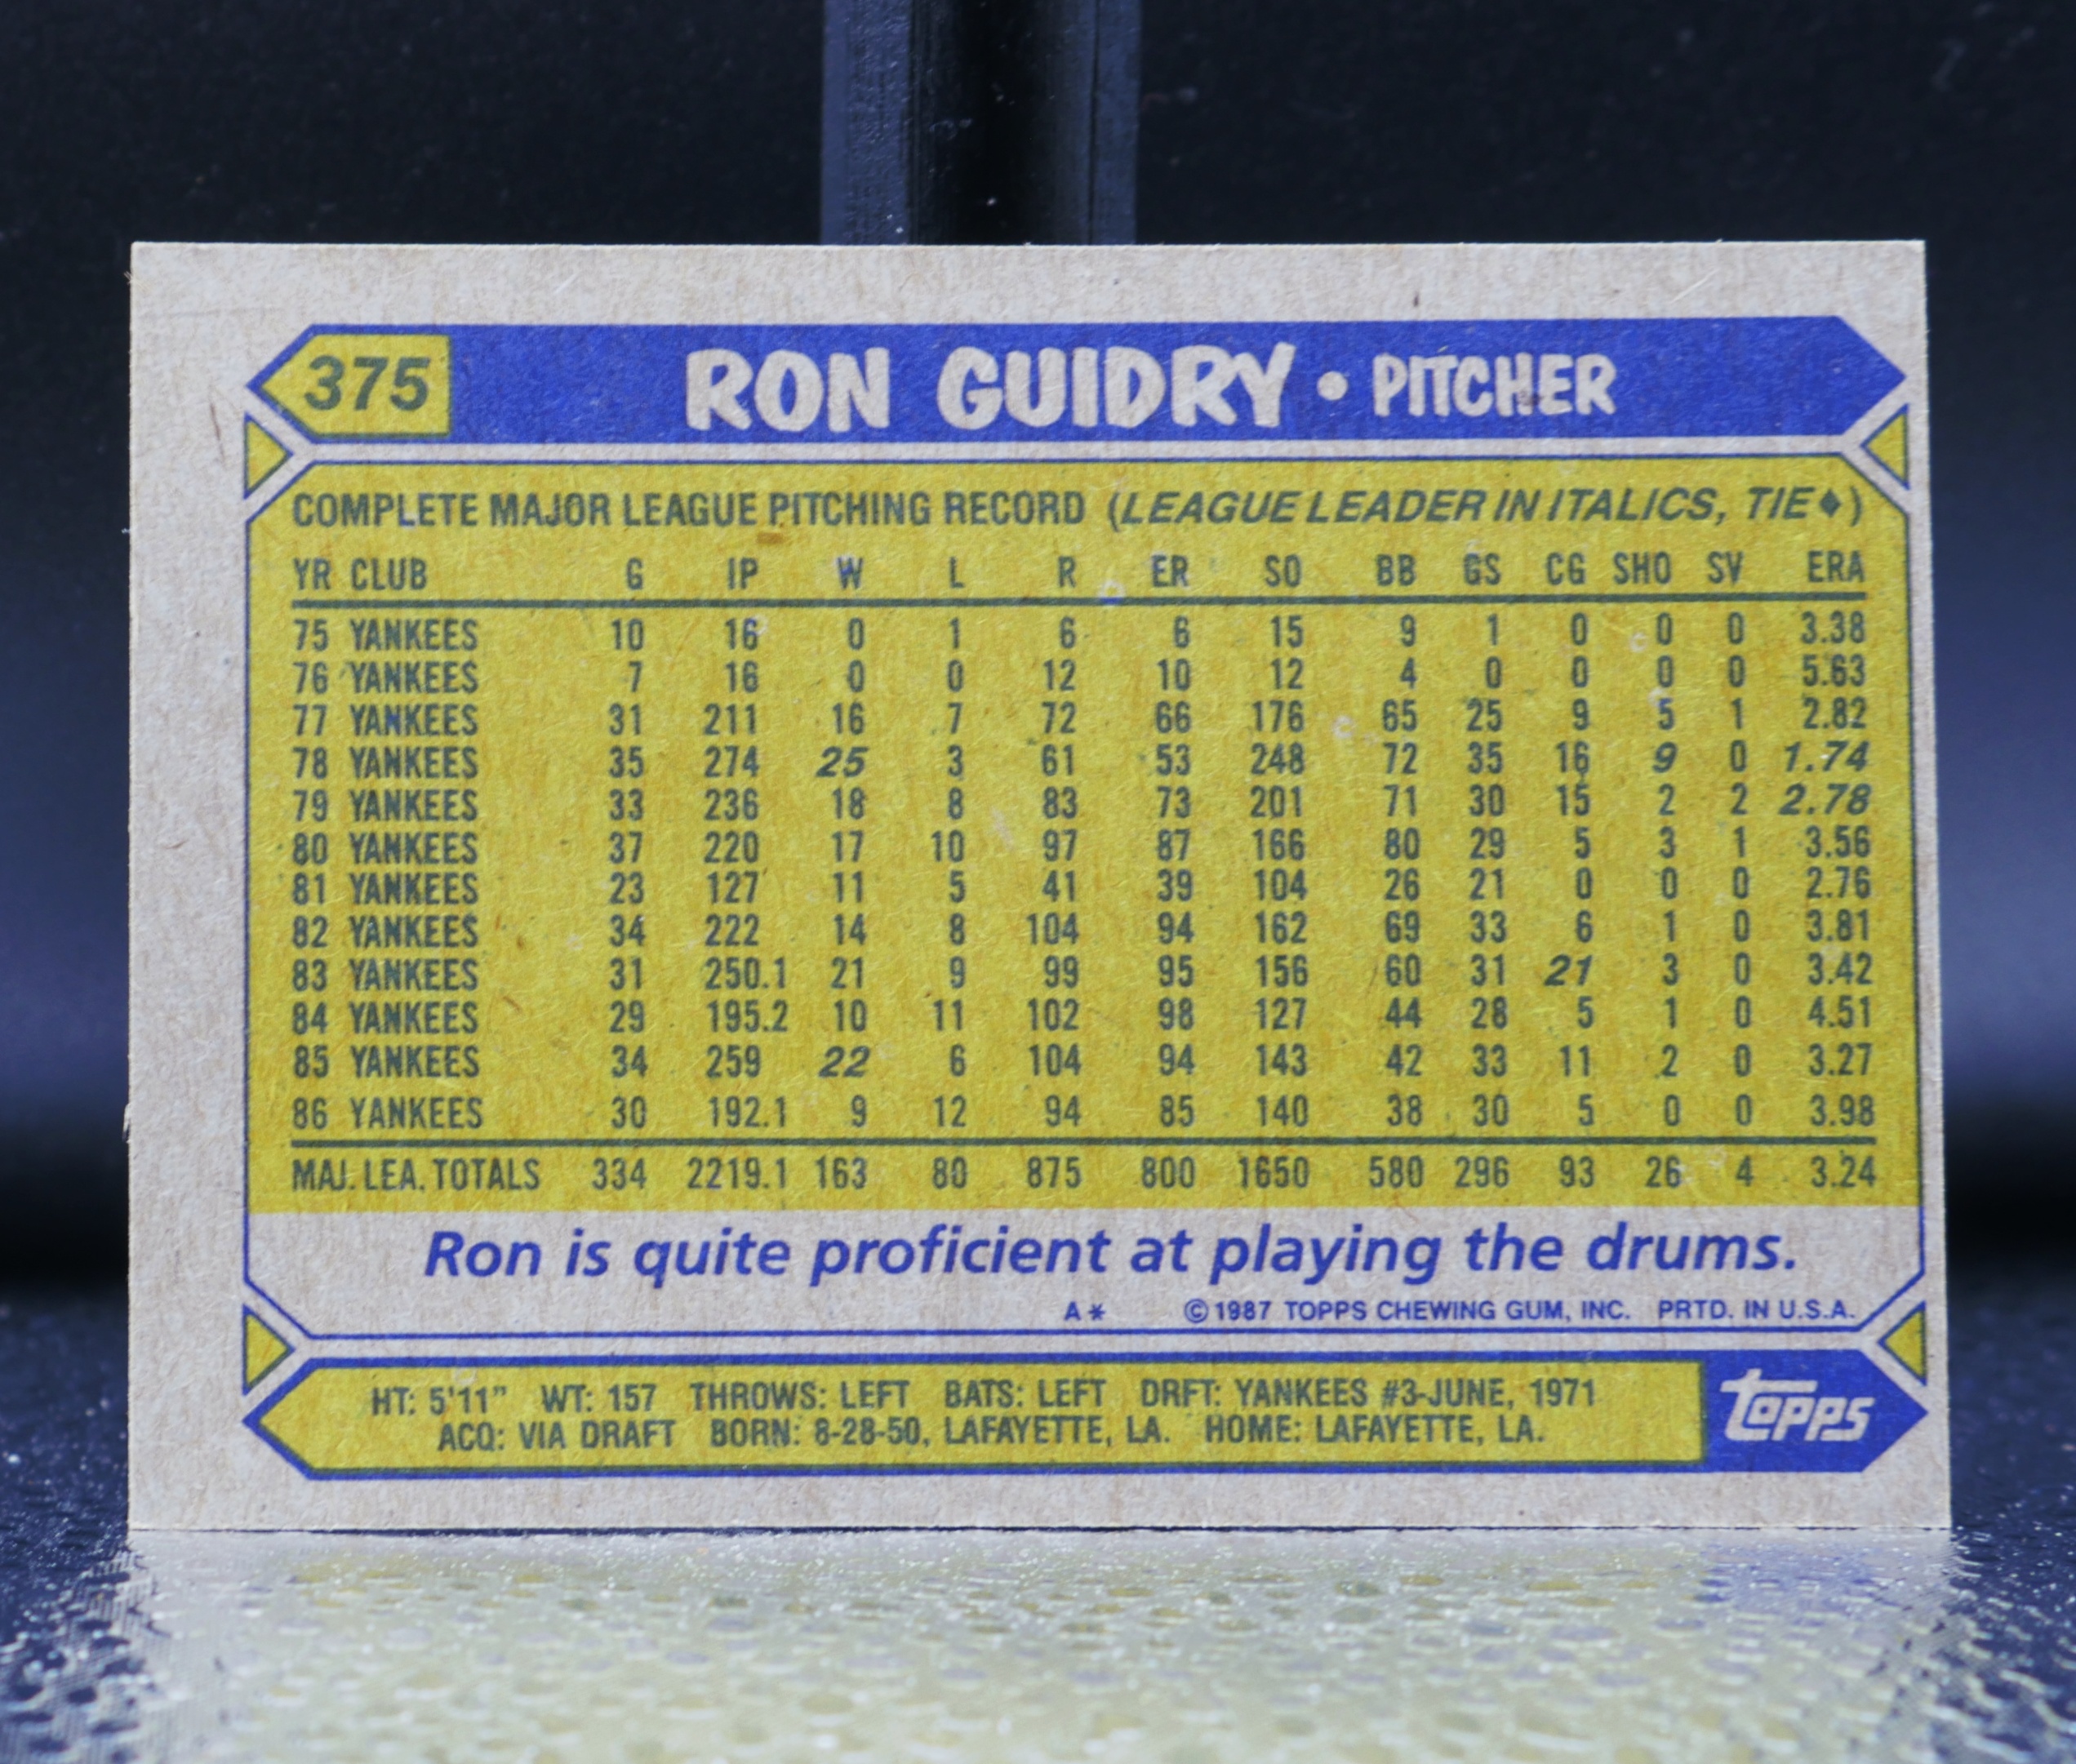 375 RON GUIDRY • PITCHER
COMPLETE MAJOR LEAGUE PITCHING RECORD (LEAGUE LEADER IN ITALICS, TIE♦)
YR CLUB G IP W L R ER SO BB GS CG SHO SV ERA
75 YANKEES 10 16 0 1 6 6 15 9 1 0 0 0 3.38
76 YANKEES 7 16 0 0 12 10 12 4 0 0 0 0 5.63
77 YANKEES 31 211 16 7 72 66 176 65 25 9 5 1 2.82
78 YANKEES 35 274 25 3 61 53 248 72 35 16 9 0 1.74
79 YANKEES 33 236 18 8 83 73 201 71 30 15 2 2 2.78
80 YANKEES 37 220 17 10 97 87 166 80 29 5 3 1 3.56
81 YANKEES 23 127 11 5 41 39 104 26 21 0 0 0 2.76
82 YANKEES 34 222 14 8 104 94 162 69 33 6 1 0 3.81
83 YANKEES 31 250.1 21 9 99 95 156 60 31 21 3 0 3.42
84 YANKEES 29 195.2 10 11 102 98 127 44 28 5 1 0 4.51
85 YANKEES 34 259 22 6 104 94 143 42 33 11 2 0 3.27
86 YANKEES 30 192.1 9 12 94 85 140 38 30 5 0 0 3.98
MAJ. LEA. TOTALS 334 2219.1 163 80 875 800 1650 580 296 93 26 4 3.24
Ron is quite proficient at playing the drums.
A* © 1987 TOPPS CHEWING GUM, INC. PRTD. IN U.S.A.
HT: 5'11" WT: 157 THROWS: LEFT BATS: LEFT DRFT: YANKEES #3-JUNE, 1971
ACQ: VIA DRAFT BORN: 8-28-50, LAFAYETTE, LA. HOME: LAFAYETTE, LA.
topps